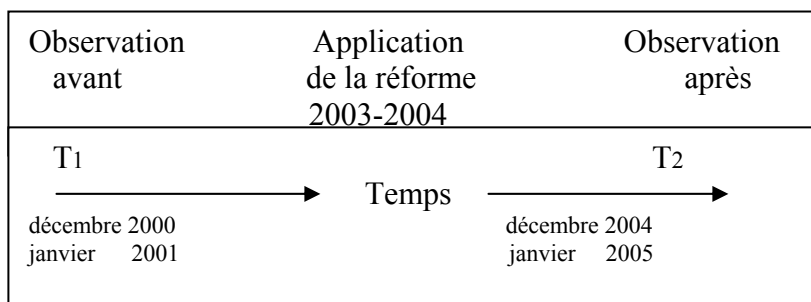 Observation Application Observation
avant de la réforme après
2003-2004
T1 T2
Temps
décembre 2000 décembre 2004
janvier 2001 janvier 2005